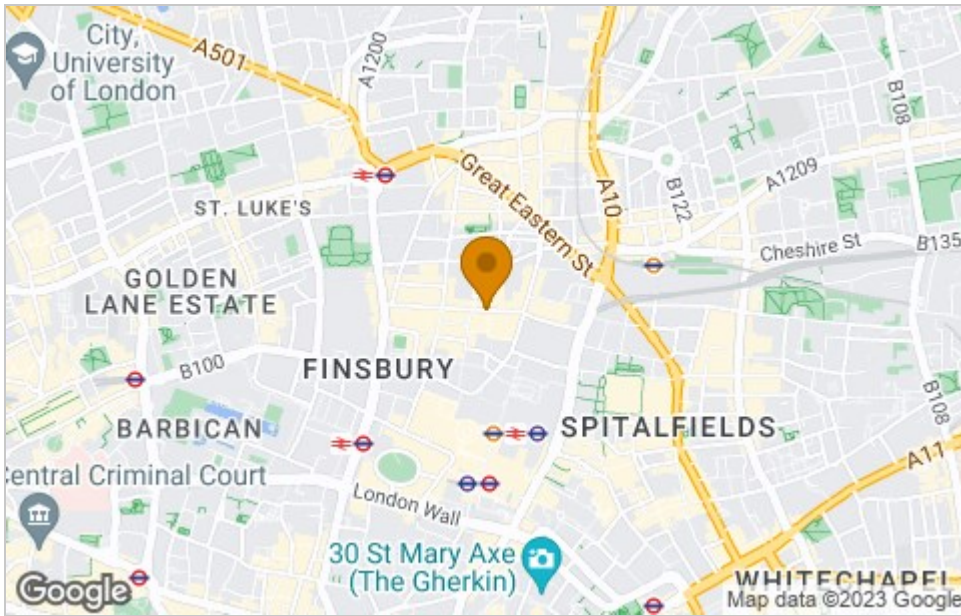 City,
University
of London
A501
A1200
B108
A10
Great Eastern St
A1209
B122
ST. LUKE'S
Cheshire St
B135
GOLDEN
LANE ESTATE
FINSBURY
B100
BARBICAN
SPITALFIELDS
B108
A11
Central Criminal Court
London Wall
30 St Mary Axe
(The Gherkin)
WHITECHAPEL
Google
Map data ©2023 Google